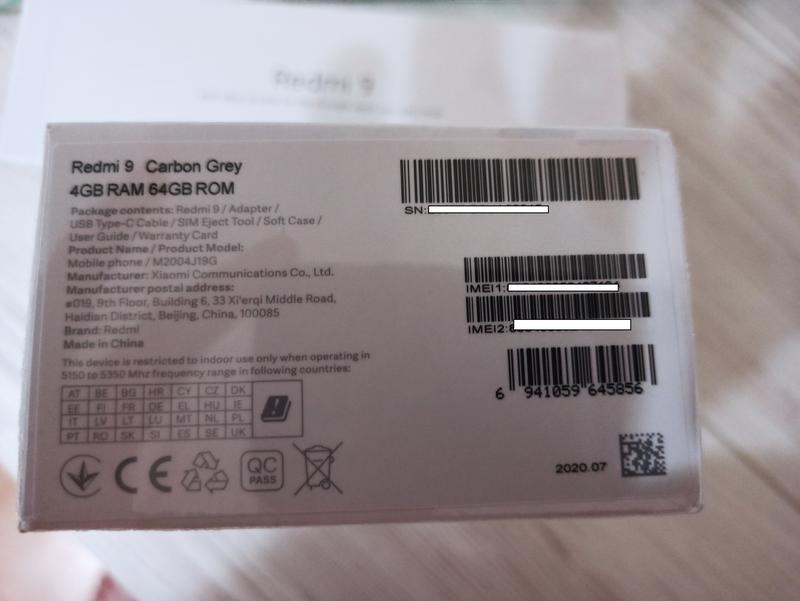 Redmi 9
Redmi 9 Carbon Grey
4GB RAM 64GB ROM
Package contents: Redmi 9 / Adapter /
USB Type-C Cable / SIM Eject Tool / Soft Case /
User Guide / Warranty Card
Product Name / Product Model:
Mobile phone / M2004J19G
Manufacturer: Xiaomi Communications Co., Ltd.
Manufacturer postal address:
#019, 9th Floor, Building 6, 33 Xi'erqi Middle Road,
Haidian District, Beijing, China, 100085
Brand: Redmi
Made in China
This device is restricted to indoor use only when operating in
5150 to 5350 Mhz frequency range in following countries:
AT BE BG HR CY CZ DK
EE FI FR DE EL HU IE
IT LV LT LU MT NL PL
PT RO SK SI ES SE UK
CE
QC
PASS
SN:
IMEI1:
IMEI2:
6 941059 645856
2020.07